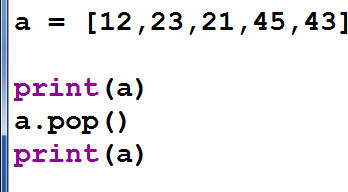 a = [12,23,21,45,43]
print(a)
a.pop()
print(a)